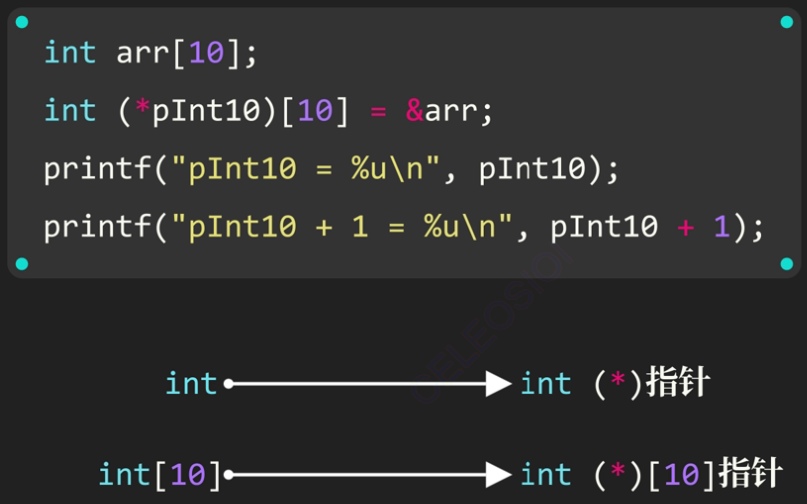 int arr[10];
int (*pInt10)[10] = &arr;
printf("pInt10 = %u\n", pInt10);
printf("pInt10 + 1 = %u\n", pInt10 + 1);
int int (*)指针
int[10] int (*)[10]指针